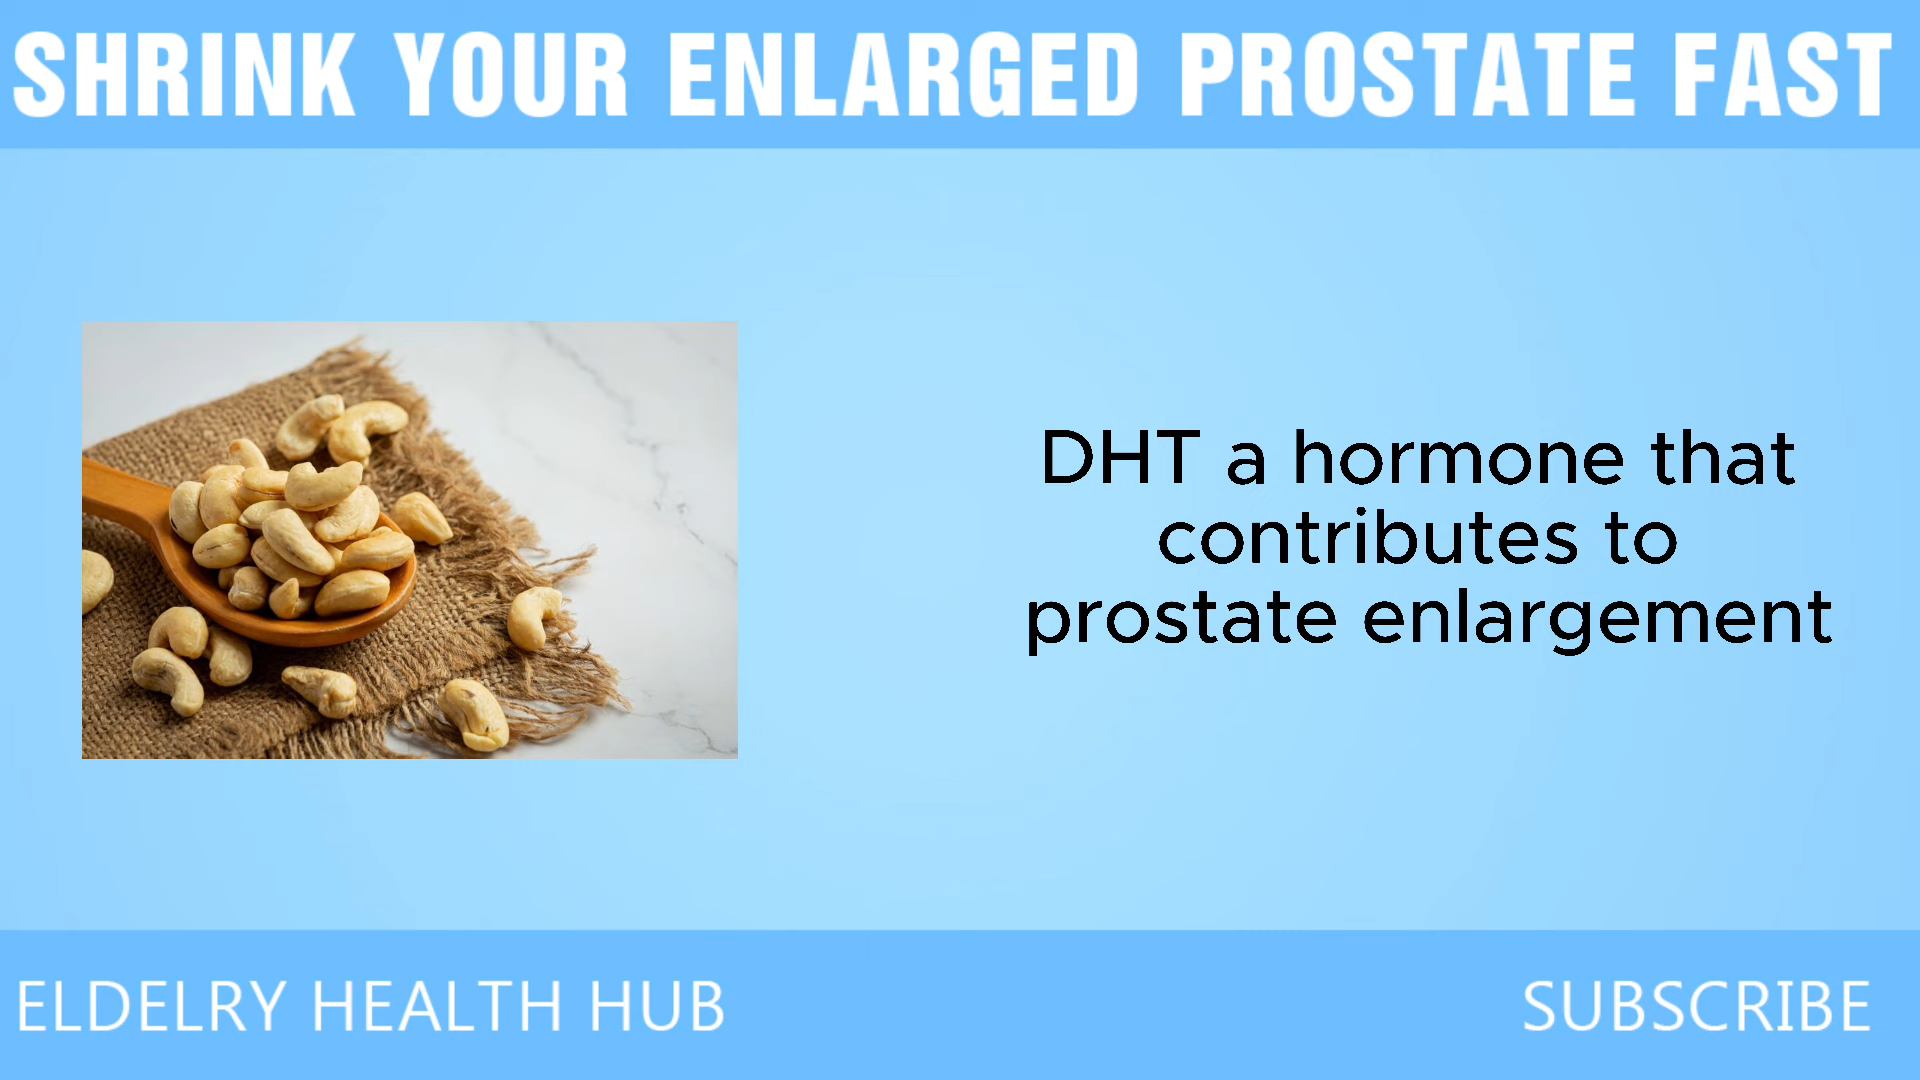 SHRINK YOUR ENLARGED PROSTATE FAST
DHT a hormone that
contributes to
prostate enlargement
ELDELRY HEALTH HUB
SUBSCRIBE